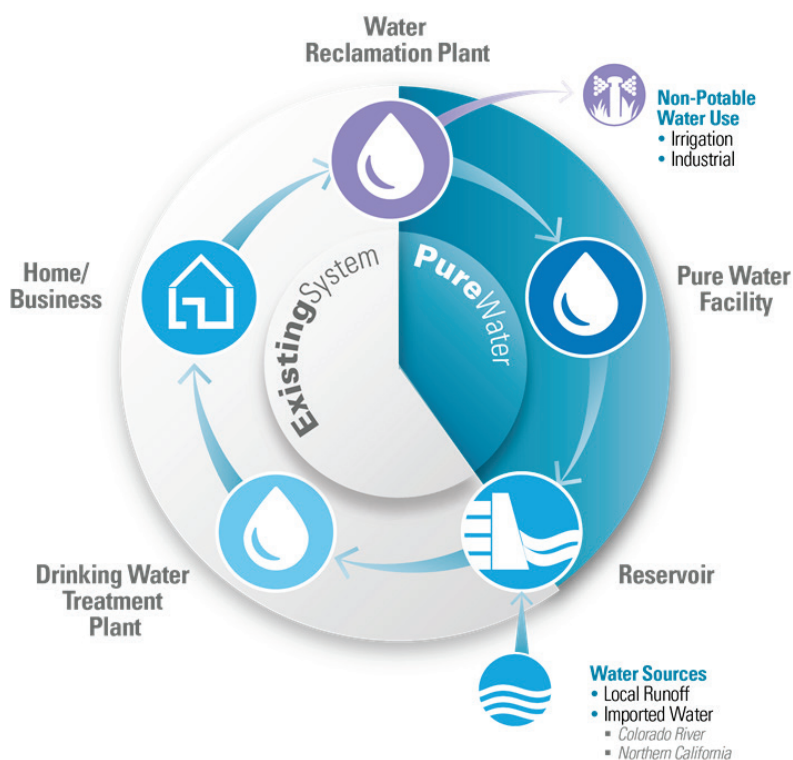 Water
Reclamation Plant
Non-Potable
Water Use
• Irrigation
• Industrial
Home/
Business
ExistingSystem
PureWater
Pure Water
Facility
Drinking Water
Treatment
Plant
Reservoir
Water Sources
• Local Runoff
• Imported Water
▪ Colorado River
▪ Northern California